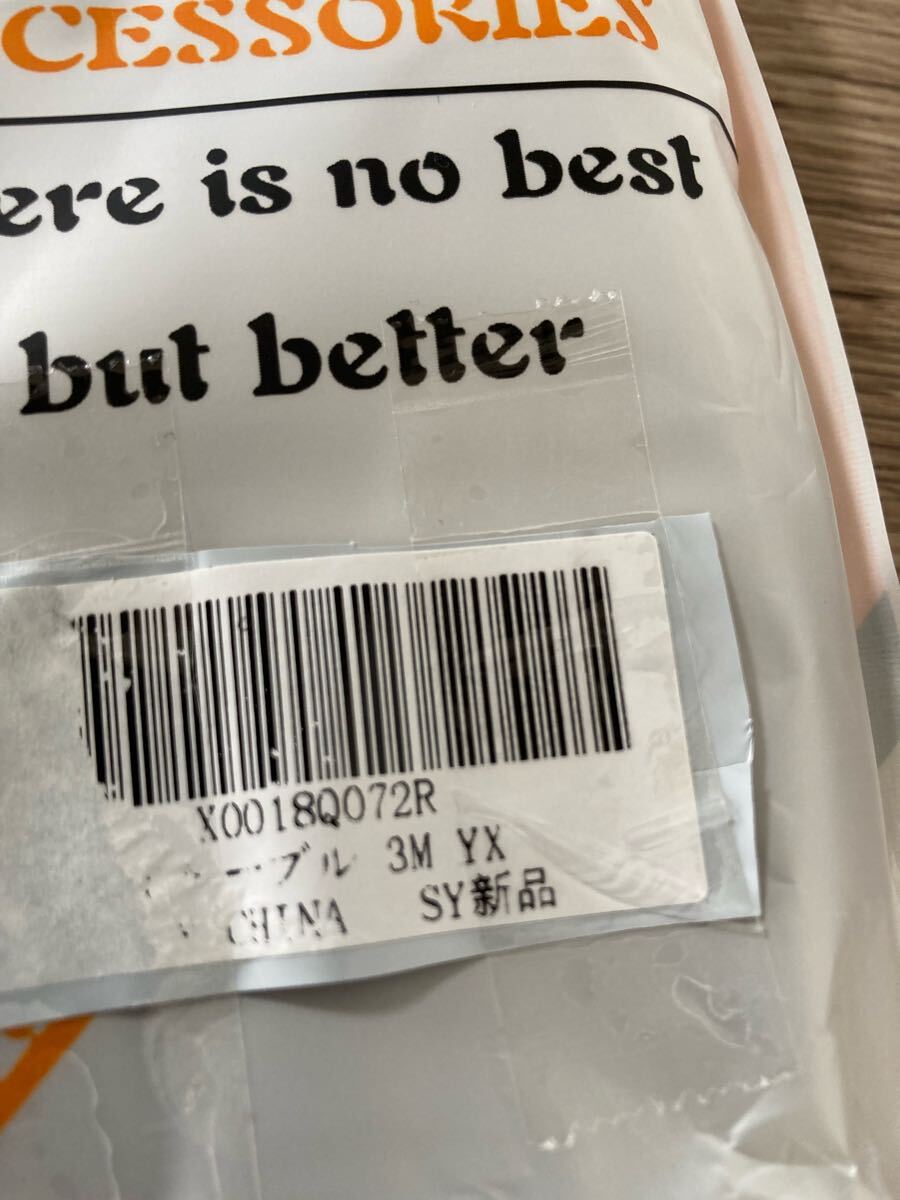 CESSORIES
ere is no best
but better
X0018Q072R
ーブル 3M YX
CHINA SY新品